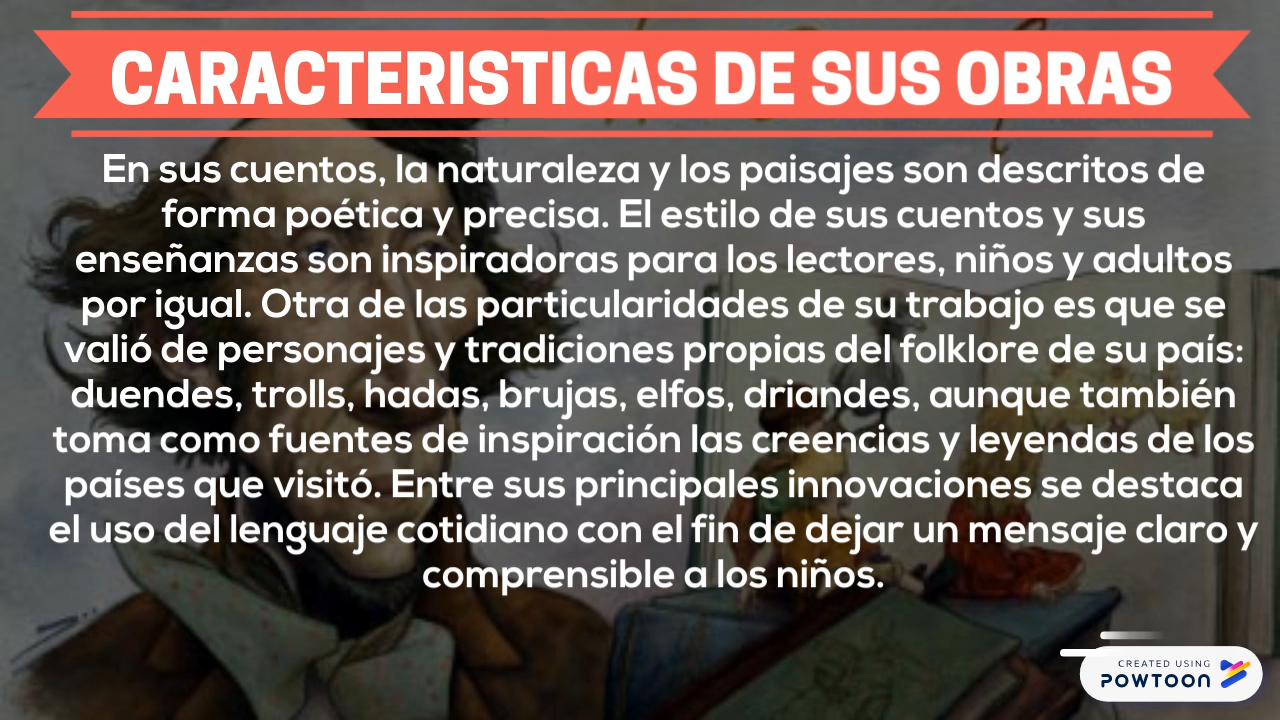 CARACTERISTICAS DE SUS OBRAS
En sus cuentos, la naturaleza y los paisajes son descritos de
forma poética y precisa. El estilo de sus cuentos y sus
enseñanzas son inspiradoras para los lectores, niños y adultos
por igual. Otra de las particularidades de su trabajo es que se
valió de personajes y tradiciones propias del folklore de su país:
duendes, trolls, hadas, brujas, elfos, driandes, aunque también
toma como fuentes de inspiración las creencias y leyendas de los
países que visitó. Entre sus principales innovaciones se destaca
el uso del lenguaje cotidiano con el fin de dejar un mensaje claro y
comprensible a los niños.
CREATED USING
POWTOON